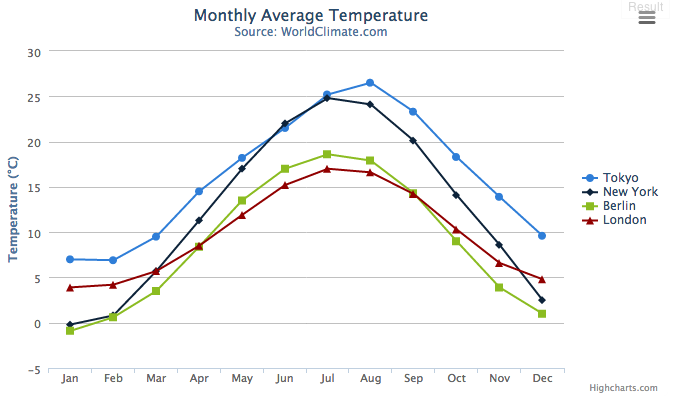 Result
Monthly Average Temperature
Source: WorldClimate.com
Temperature (°C)
30
25
20
15
10
5
0
−5
Jan Feb Mar Apr May Jun Jul Aug Sep Oct Nov Dec
Tokyo
New York
Berlin
London
Highcharts.com